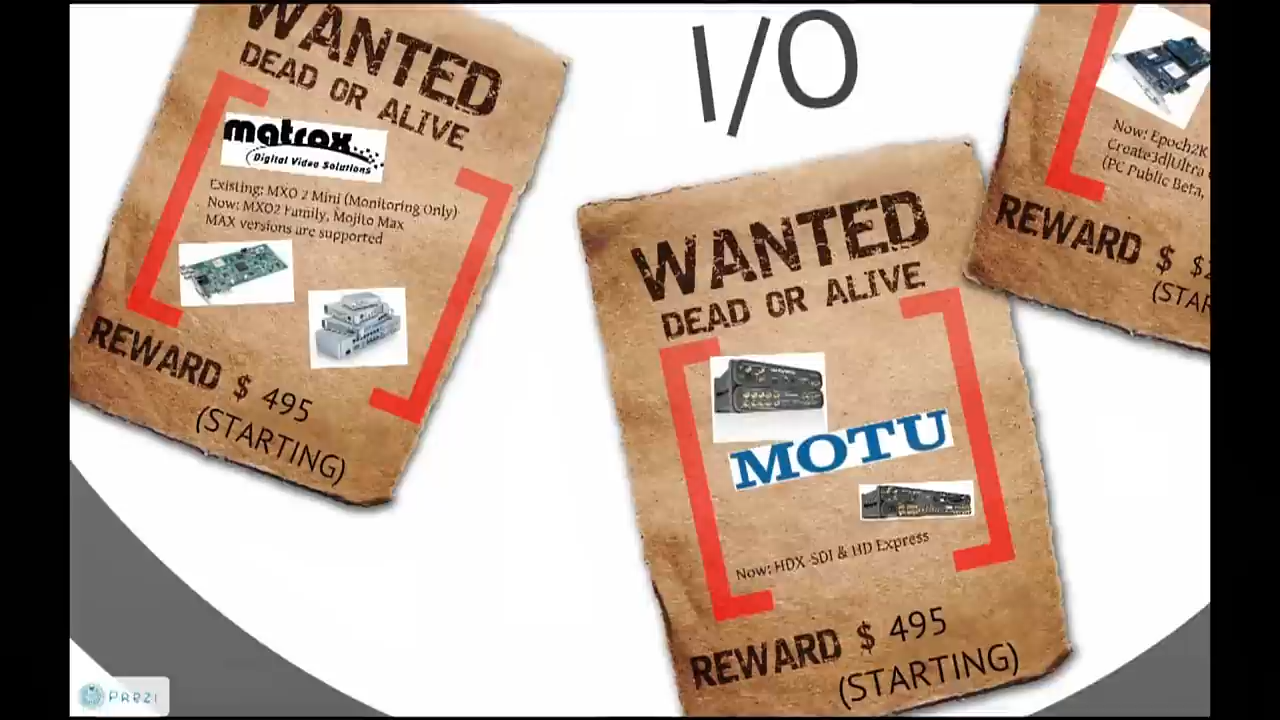 WANTED
DEAD OR ALIVE
matrox
Digital Video Solutions
Existing: MXO 2 Mini (Monitoring Only)
Now: MXO2 Family, Mojito Max
MAX versions are supported
REWARD $ 495
(STARTING)
I/O
WANTED
DEAD OR ALIVE
MOTU
Now: HDX-SDI & HD Express
REWARD $ 495
(STARTING)
Now: Epoch2K
Create3d|Ultra
(PC Public Beta,
REWARD $
Prezi